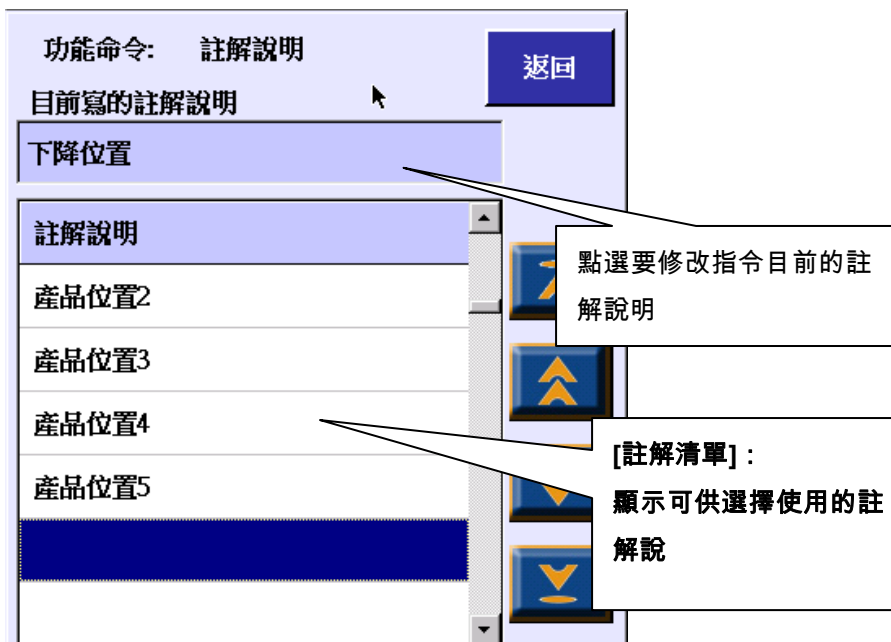 功能命令: 註解說明
返回
目前寫的註解說明
下降位置
註解說明
產品位置2
產品位置3
產品位置4
產品位置5
點選要修改指令目前的註
解說明
[註解清單]：
顯示可供選擇使用的註
解說